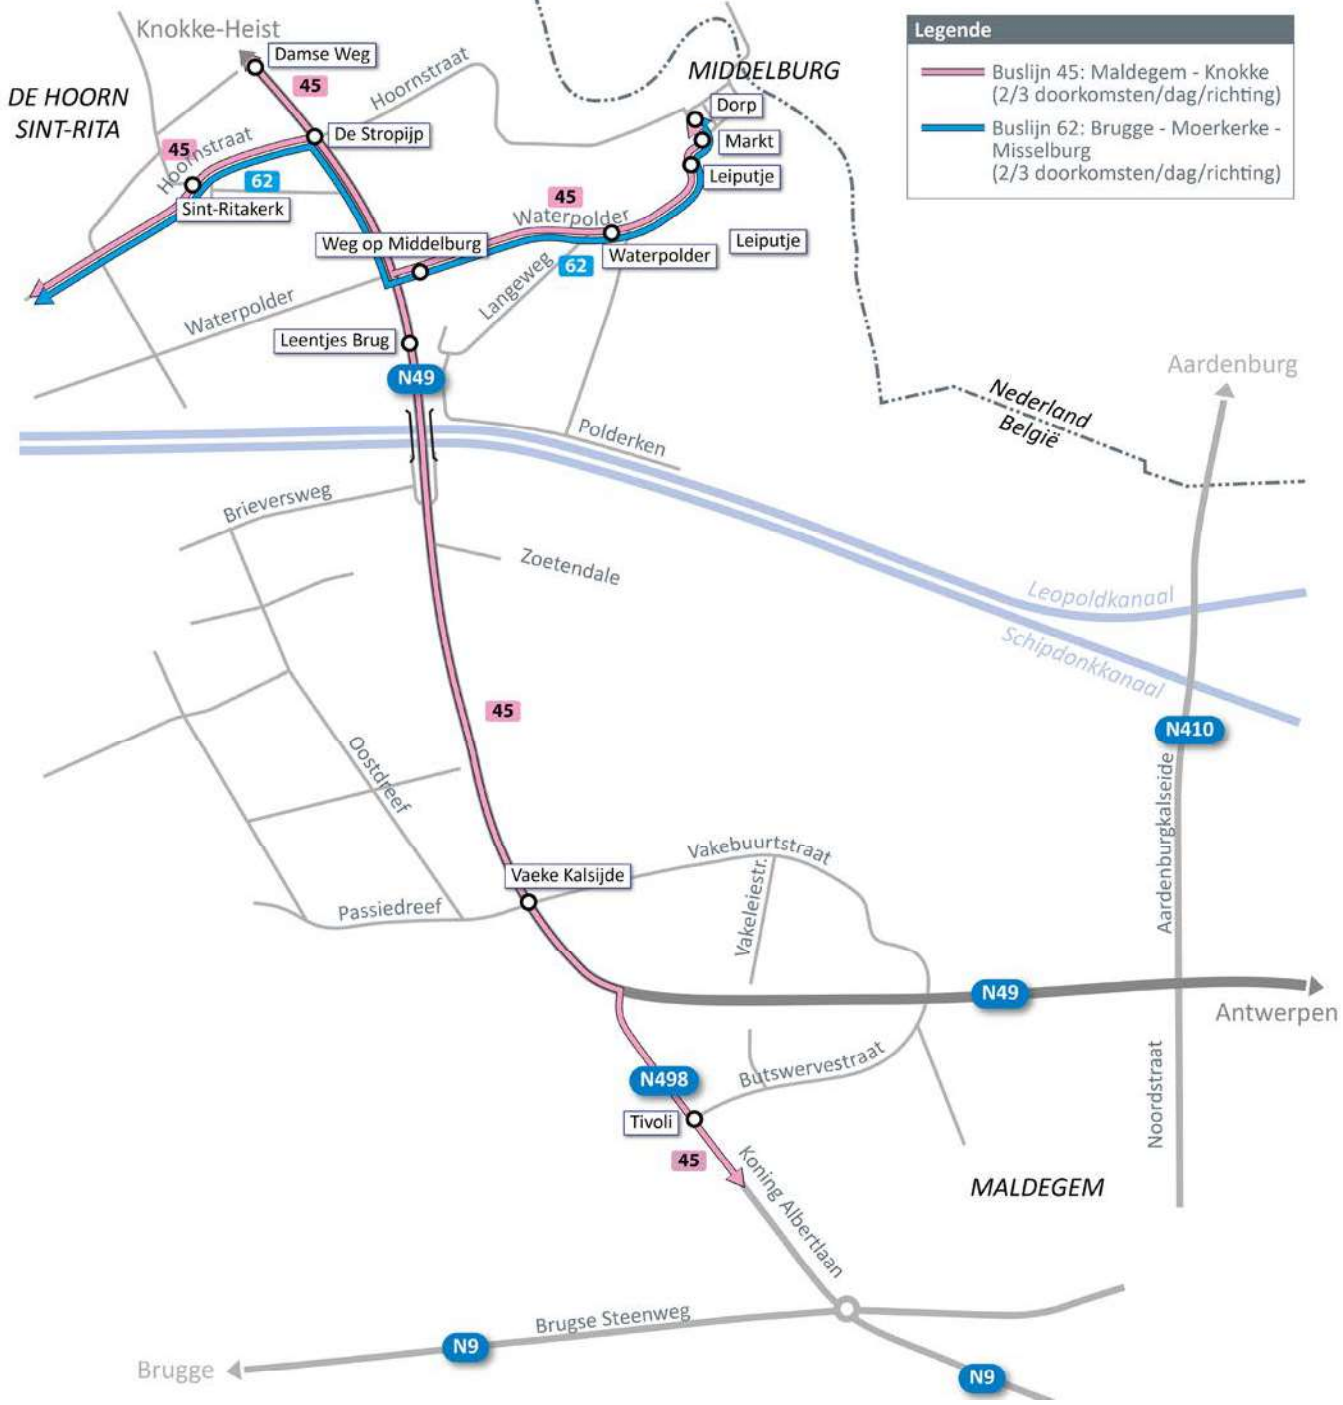 Knokke-Heist
Damse Weg
45
Hoornstraat
MIDDELBURG
DE HOORN
SINT-RITA
Legende
Buslijn 45: Maldegem - Knokke
(2/3 doorkomsten/dag/richting)
Buslijn 62: Brugge - Moerkerke -
Misselburg
(2/3 doorkomsten/dag/richting)
Dorp
De Stropijp
Markt
45
Hoornstraat
62
Leiputje
45
Sint-Ritakerk
Waterpolder
Weg op Middelburg
Leiputje
Waterpolder
62
Langeweg
Waterpolder
Leentjes Brug
N49
Aardenburg
Nederland
België
Polderken
Brieversweg
Zoetendale
Leopoldkanaal
Schipdonkkanaal
45
N410
Oostdreef
Aardenburgkalseide
Vakebuurtstraat
Vaeke Kalsijde
Vakeleiestr.
Passiedreef
N49
Antwerpen
N498
Butswervestraat
Noordstraat
Tivoli
45
Koning Albertlaan
MALDEGEM
Brugse Steenweg
N9
Brugge
N9